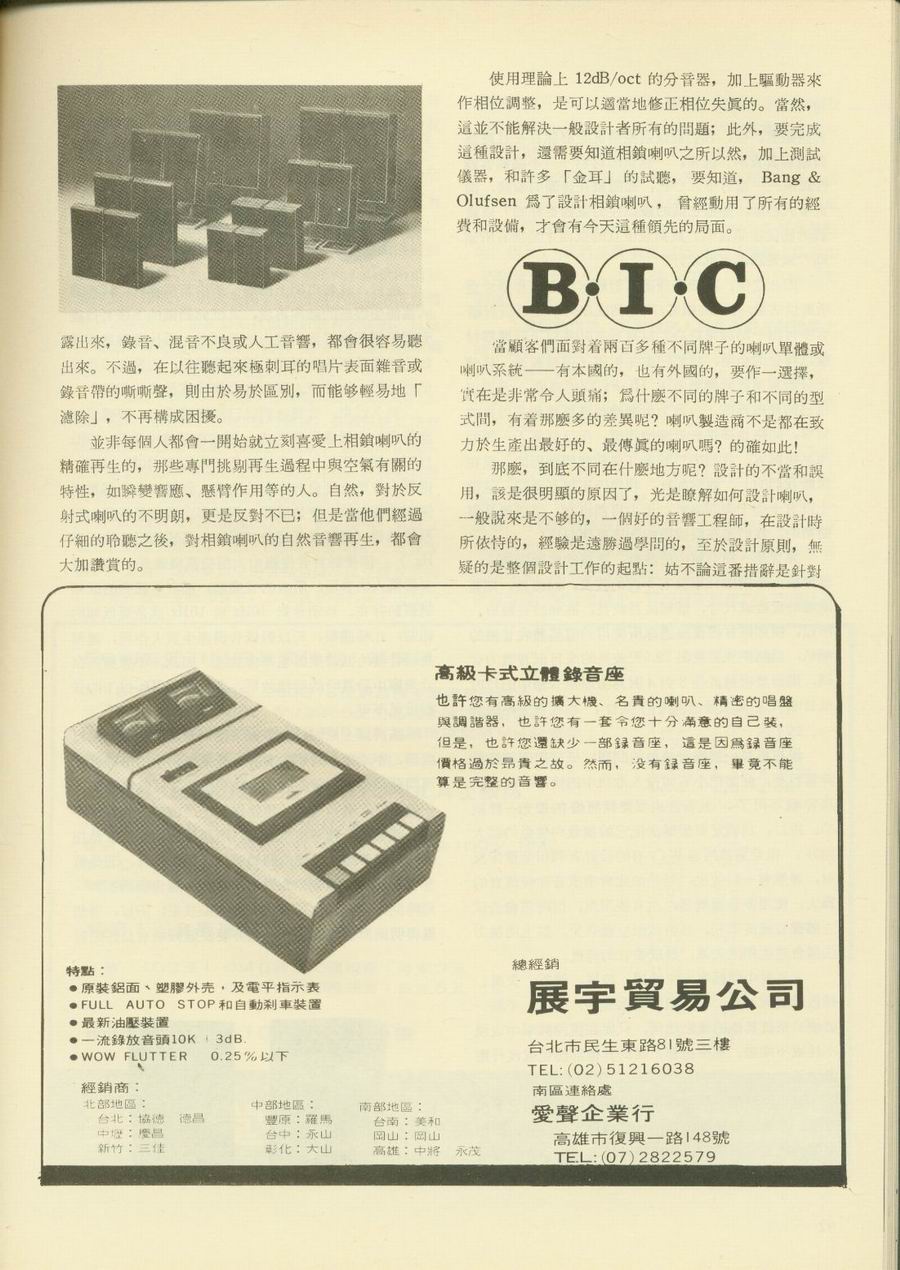 露出來，錄音、混音不良或人工音響，都會很容易聽
出來。不過，在以往聽起來極刺耳的唱片表面雜音或
錄音帶的嘶嘶聲，則由於易於區別，而能够輕易地「
濾除」，不再構成困擾。
並非每個人都會一開始就立刻喜愛上相鎖喇叭的
精確再生的，那些專門挑剔再生過程中與空氣有關的
特性，如瞬變響應、懸臂作用等的人。自然，對於反
射式喇叭的不明朗，更是反對不已；但是當他們經過
仔細的聆聽之後，對相鎖喇叭的自然音響再生，都會
大加讚賞的。
使用理論上 12dB/oct 的分音器，加上驅動器來
作相位調整，是可以適當地修正相位失眞的。當然，
這並不能解決一般設計者所有的問題；此外，要完成
這種設計，還需要知道相鎖喇叭之所以然，加上測試
儀器，和許多「金耳」的試聽，要知道， Bang &
Olufsen 爲了設計相鎖喇叭，曾經動用了所有的經
費和設備，才會有今天這種領先的局面。
B·I·C
當顧客們面對着兩百多種不同牌子的喇叭單體或
喇叭系統——有本國的，也有外國的，要作一選擇，
實在是非常令人頭痛；爲什麽不同的牌子和不同的型
式間，有着那麽多的差異呢？喇叭製造商不是都在致
力於生產出最好的、最傳眞的喇叭嗎？的確如此！
那麽，到底不同在什麽地方呢？設計的不當和誤
用，該是很明顯的原因了，光是瞭解如何設計喇叭，
一般說來是不够的，一個好的音響工程師，在設計時
所依恃的，經驗是遠勝過學問的，至於設計原則，無
疑的是整個設計工作的起點：姑不論這番措辭是針對
高級卡式立體錄音座
也許您有高級的擴大機、名貴的喇叭、精密的唱盤
與調諧器，也許您有一套令您十分滿意的自己裝，
但是，也許您還缺少一部録音座，這是因爲録音座
價格過於昂貴之故。然而，没有録音座，畢竟不能
算是完整的音響。
特點：
●原裝鋁面、塑膠外売，及電平指示表
●FULL AUTO STOP和自動刹車裝置
●最新油壓裝置
●一流錄放音頭10K 3dB.
●WOW FLUTTER 0.25%以下
經銷商：
北部地區：
台北：協德 德昌
中壢：慶昌
新竹：三佳
中部地區：
豐原：羅馬
台中：永山
彰化：大山
南部地區：
台南：美和
岡山：岡山
高雄：中將 永茂
總經銷
展宇貿易公司
台北市民生東路81號三樓
TEL:(02)51216038
南區連絡處
愛聲企業行
高雄市復興一路148號
TEL:(07)2822579